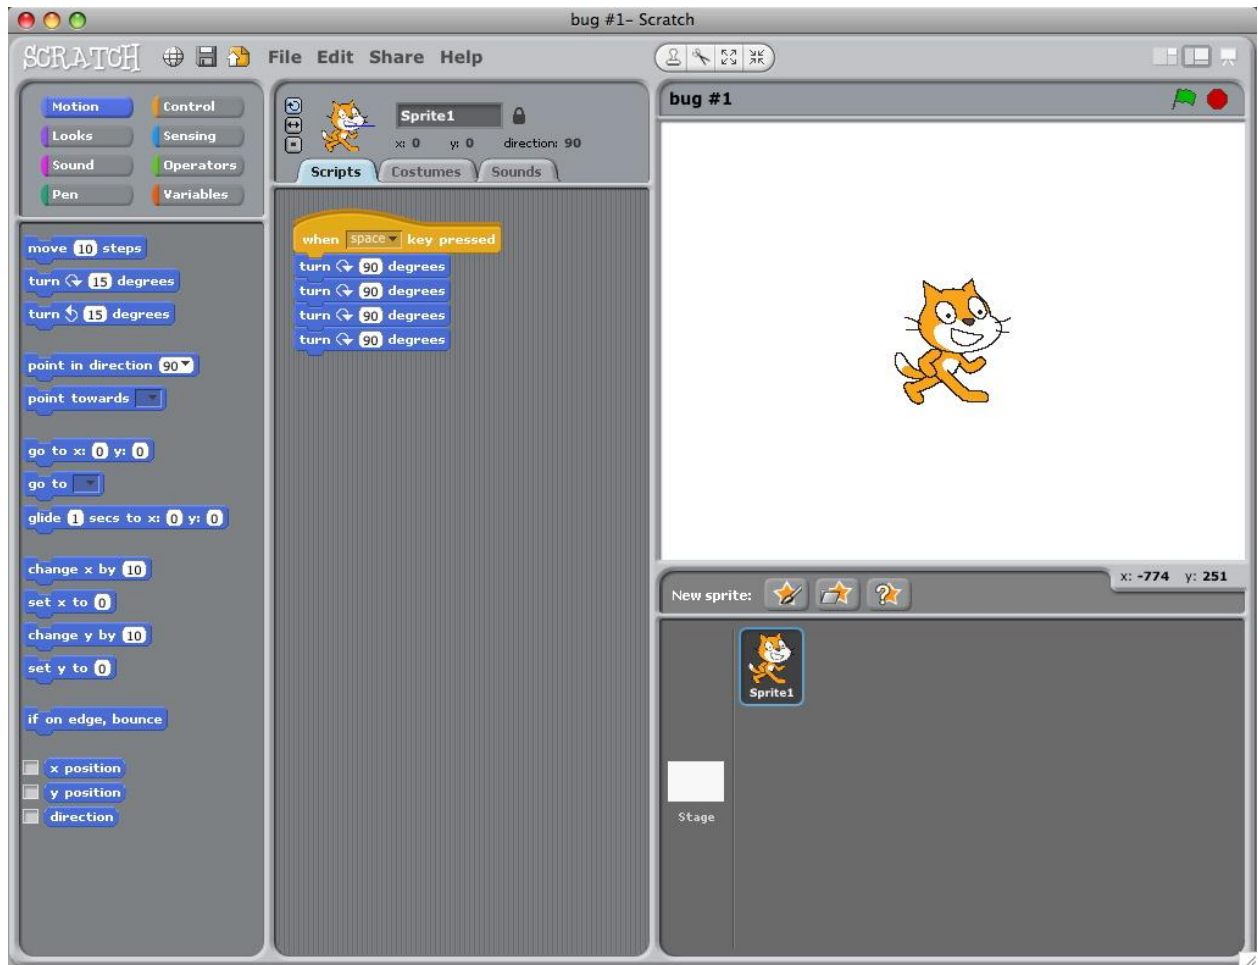 bug #1- Scratch
SCRATCH File Edit Share Help
Motion Control
Looks Sensing
Sound Operators
Pen Variables
move 10 steps
turn 15 degrees
turn 15 degrees
point in direction 90
point towards
go to x: 0 y: 0
go to
glide 1 secs to x: 0 y: 0
change x by 10
set x to 0
change y by 10
set y to 0
if on edge, bounce
x position
y position
direction
Sprite1
x: 0 y: 0 direction: 90
Scripts Costumes Sounds
when space key pressed
turn 90 degrees
turn 90 degrees
turn 90 degrees
turn 90 degrees
bug #1
x: -774 y: 251
New sprite:
Sprite1
Stage